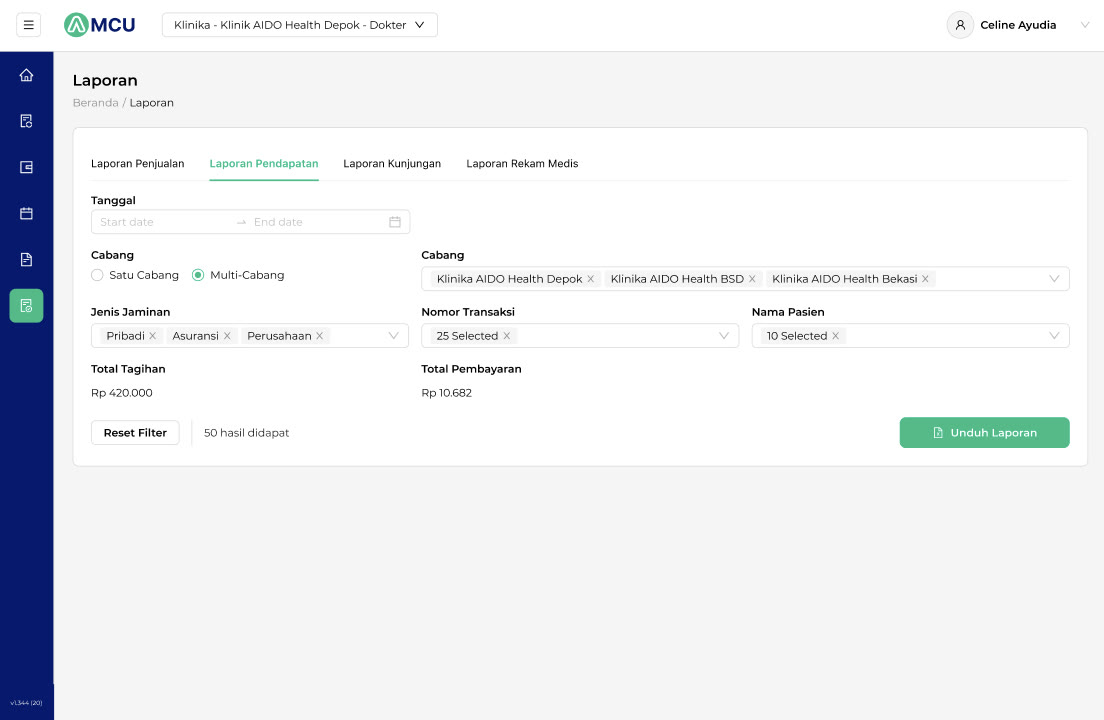 MCU
Klinika - Klinik AIDO Health Depok - Dokter
Celine Ayudia
Laporan
Beranda / Laporan
Laporan Penjualan Laporan Pendapatan Laporan Kunjungan Laporan Rekam Medis
Tanggal
Start date → End date
Cabang Cabang
Satu Cabang Multi-Cabang Klinika AIDO Health Depok × Klinika AIDO Health BSD × Klinika AIDO Health Bekasi ×
Jenis Jaminan Nomor Transaksi Nama Pasien
Pribadi × Asuransi × Perusahaan × 25 Selected × 10 Selected ×
Total Tagihan Total Pembayaran
Rp 420.000 Rp 10.682
Reset Filter 50 hasil didapat Unduh Laporan
v1.344 (20)